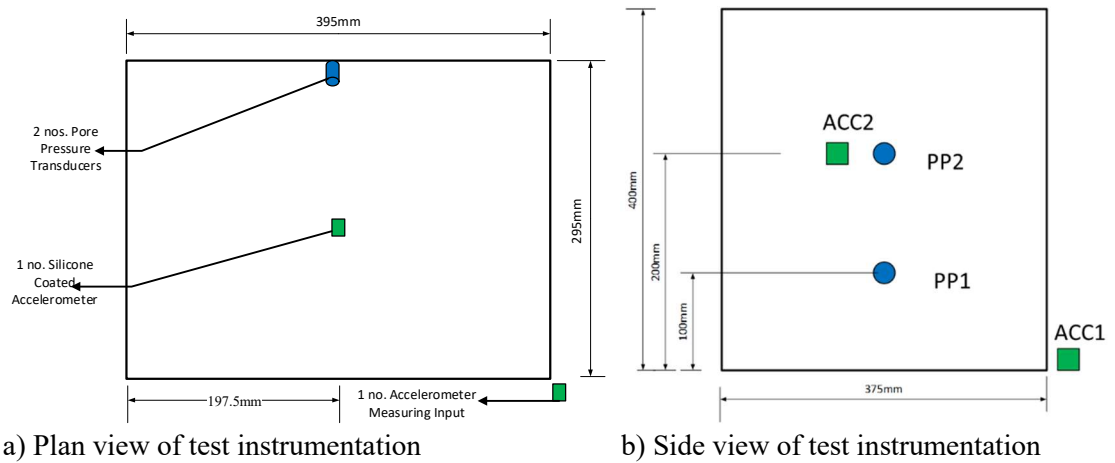 395mm
2 nos. Pore
Pressure
Transducers
295mm
1 no. Silicone
Coated
Accelerometer
197.5mm
1 no. Accelerometer
Measuring Input
a) Plan view of test instrumentation
ACC2
PP2
400mm
200mm
PP1
100mm
ACC1
375mm
b) Side view of test instrumentation